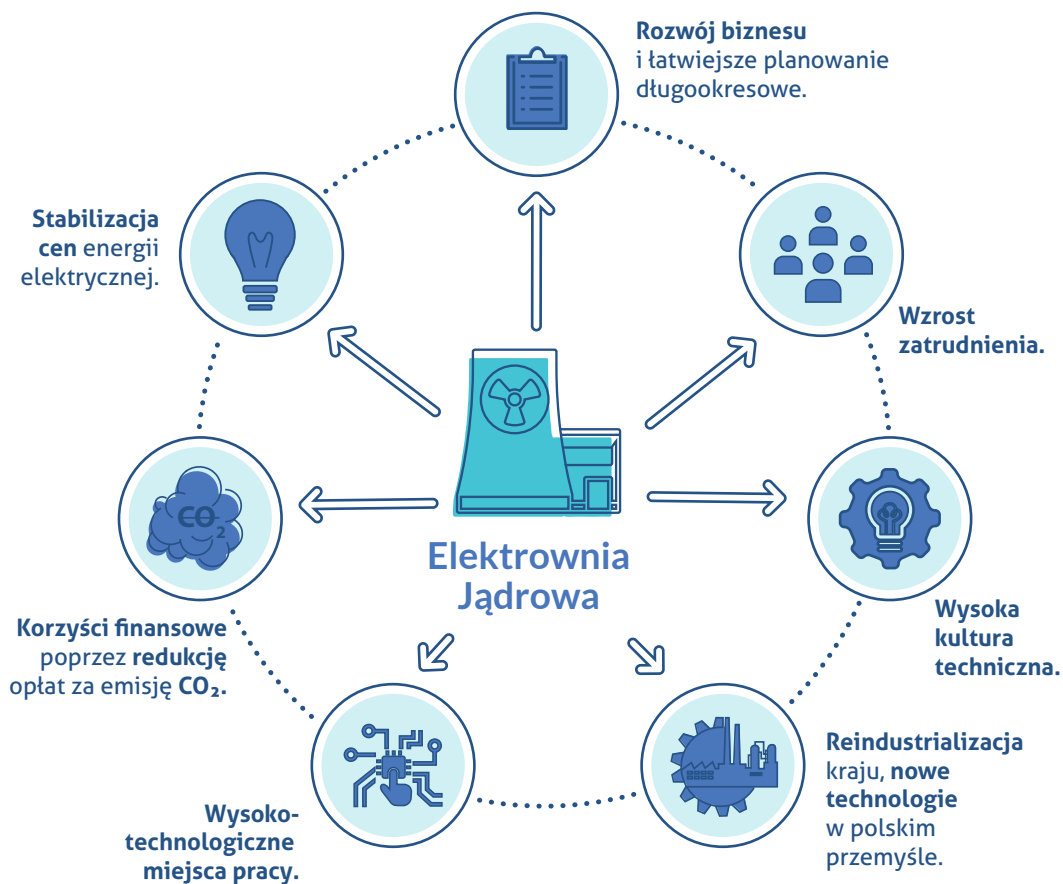 Rozwój biznesu
i łatwiejsze planowanie
długookresowe.
Stabilizacja
cen energii
elektrycznej.
Wzrost
zatrudnienia.
CO₂
Elektrownia
Jądrowa
Korzyści finansowe
poprzez redukcję
opłat za emisję CO₂.
Wysoka
kultura
techniczna.
Wysoko-
technologiczne
miejsca pracy.
Reindustrializacja
kraju, nowe
technologie
w polskim
przemyśle.